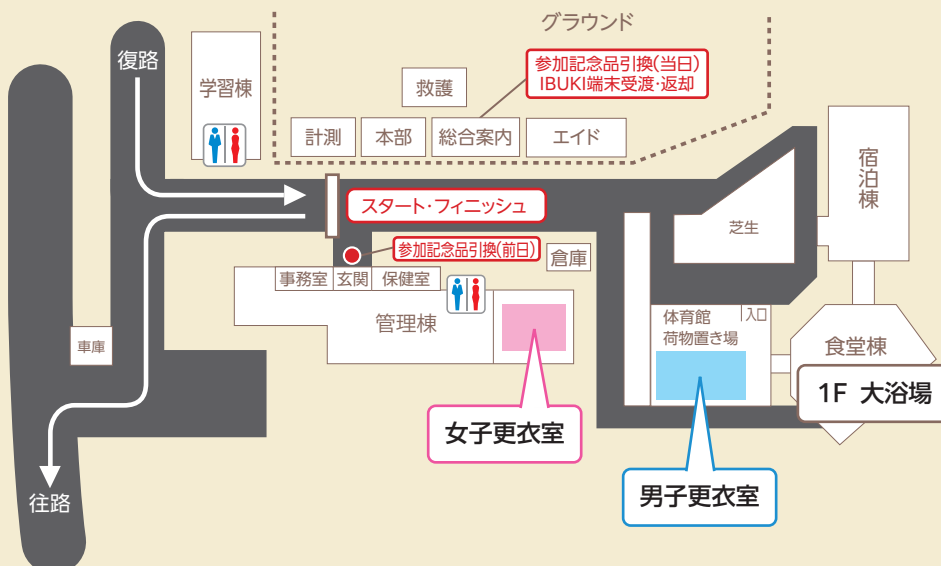 グラウンド
復路
学習棟
救護
参加記念品引換(当日)
IBUKI端末受渡・返却
計測
本部
総合案内
エイド
宿泊棟
スタート・フィニッシュ
芝生
参加記念品引換(前日)
倉庫
事務室
玄関
保健室
管理棟
体育館
荷物置き場
入口
車庫
食堂棟
1F 大浴場
女子更衣室
男子更衣室
往路